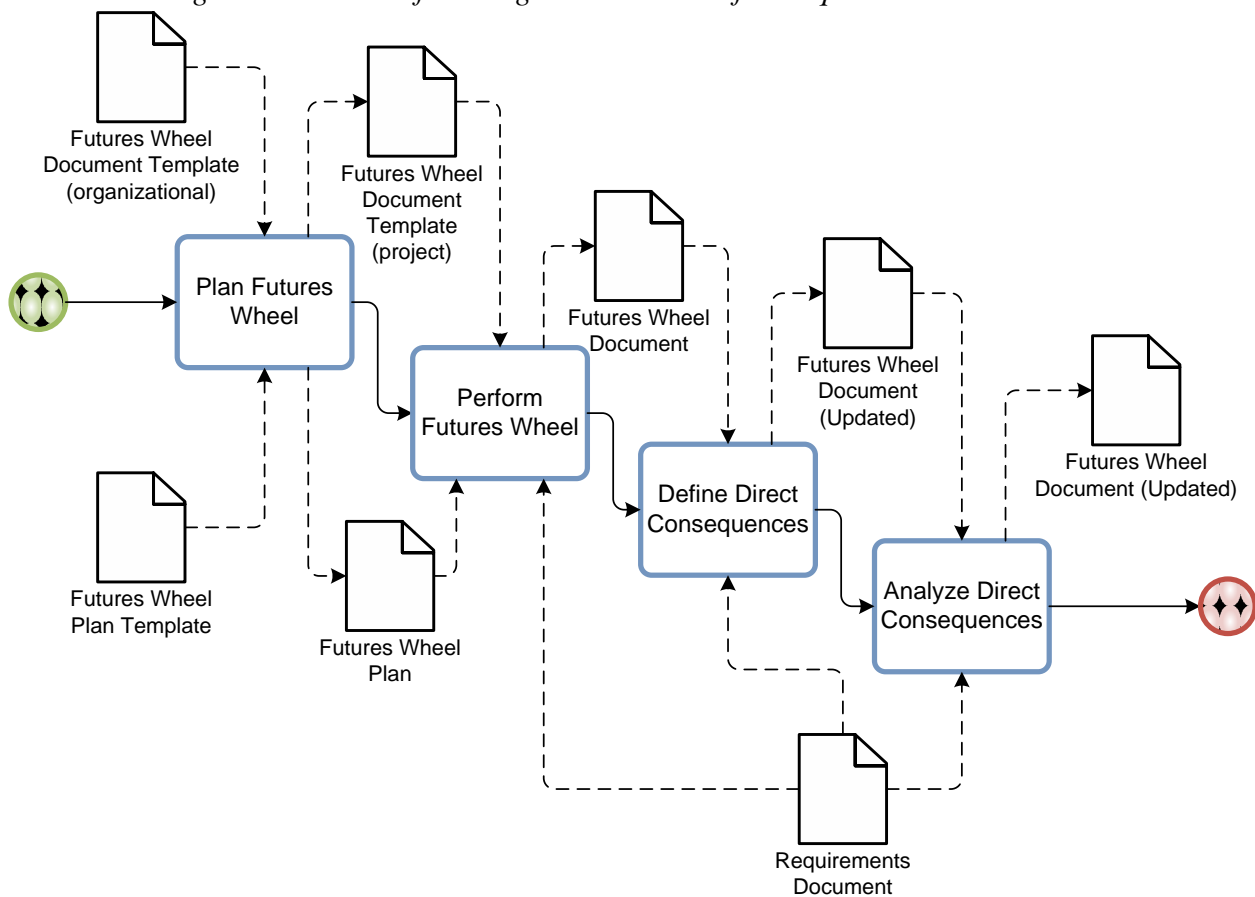 Futures Wheel
Document Template
(organizational)
Futures Wheel
Document
Template
(project)
Plan Futures
Wheel
Futures Wheel
Document
Futures Wheel
Document
(Updated)
Perform
Futures Wheel
Futures Wheel
Document (Updated)
Define Direct
Consequences
Futures Wheel
Plan Template
Futures Wheel
Plan
Analyze Direct
Consequences
Requirements
Document